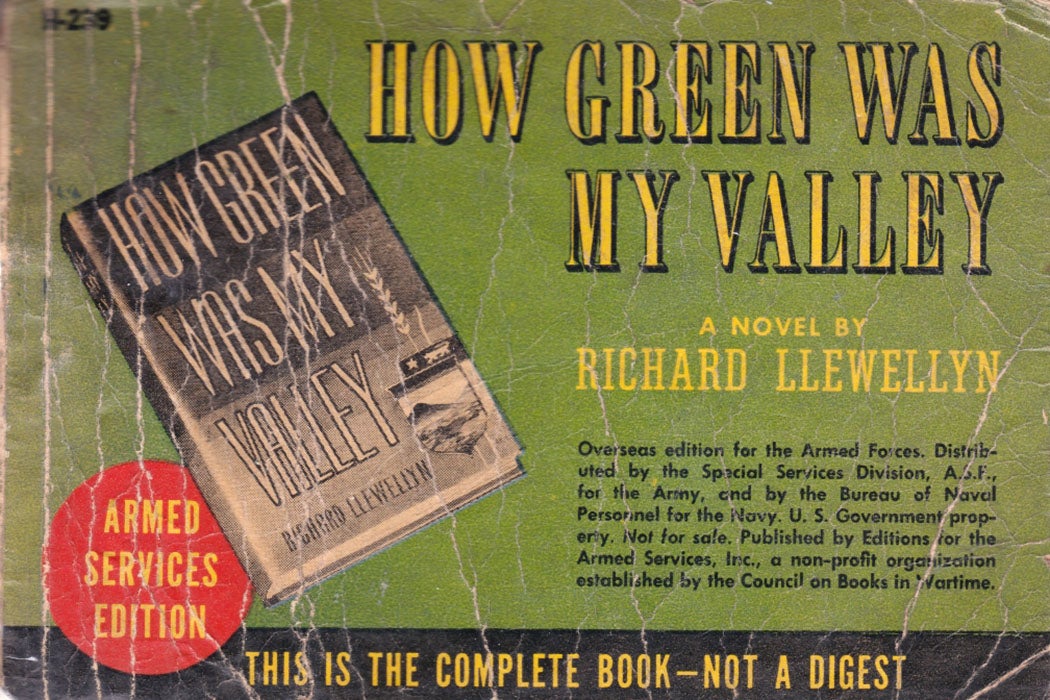 HOW GREEN WAS
MY VALLEY
HOW GREEN
WAS MY
VALLEY
RICHARD LLEWELLYN
A NOVEL BY
RICHARD LLEWELLYN
Overseas edition for the Armed Forces. Distrib-
uted by the Special Services Division, A.S.F.,
for the Army, and by the Bureau of Naval
Personnel for the Navy. U. S. Government prop-
erty. Not for sale. Published by Editions for the
Armed Services, Inc., a non-profit organization
established by the Council on Books in Wartime.
ARMED
SERVICES
EDITION
THIS IS THE COMPLETE BOOK—NOT A DIGEST